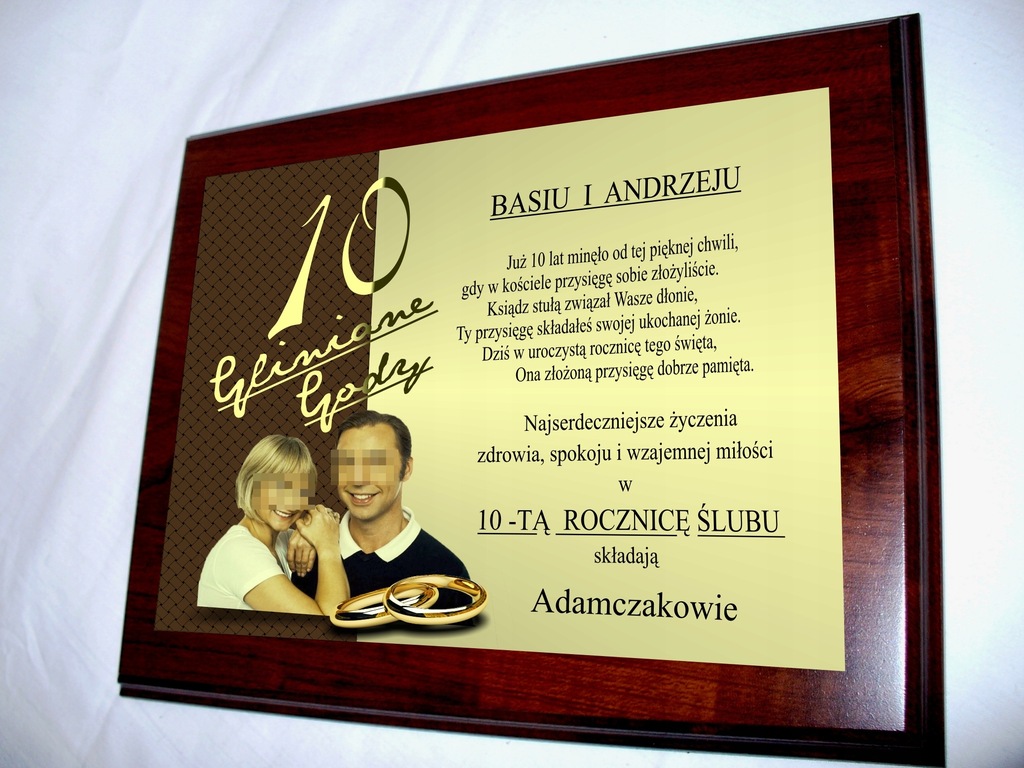 10
Gliniane
Gody
BASIU I ANDRZEJU
Już 10 lat minęło od tej pięknej chwili,
gdy w kościele przysięgę sobie złożyliście.
Ksiądz stułą związał Wasze dłonie,
Ty przysięgę składałeś swojej ukochanej żonie.
Dziś w uroczystą rocznicę tego święta,
Ona złożoną przysięgę dobrze pamięta.
Najserdeczniejsze życzenia
zdrowia, spokoju i wzajemnej miłości
w
10 -TĄ ROCZNICĘ ŚLUBU
składają
Adamczakowie